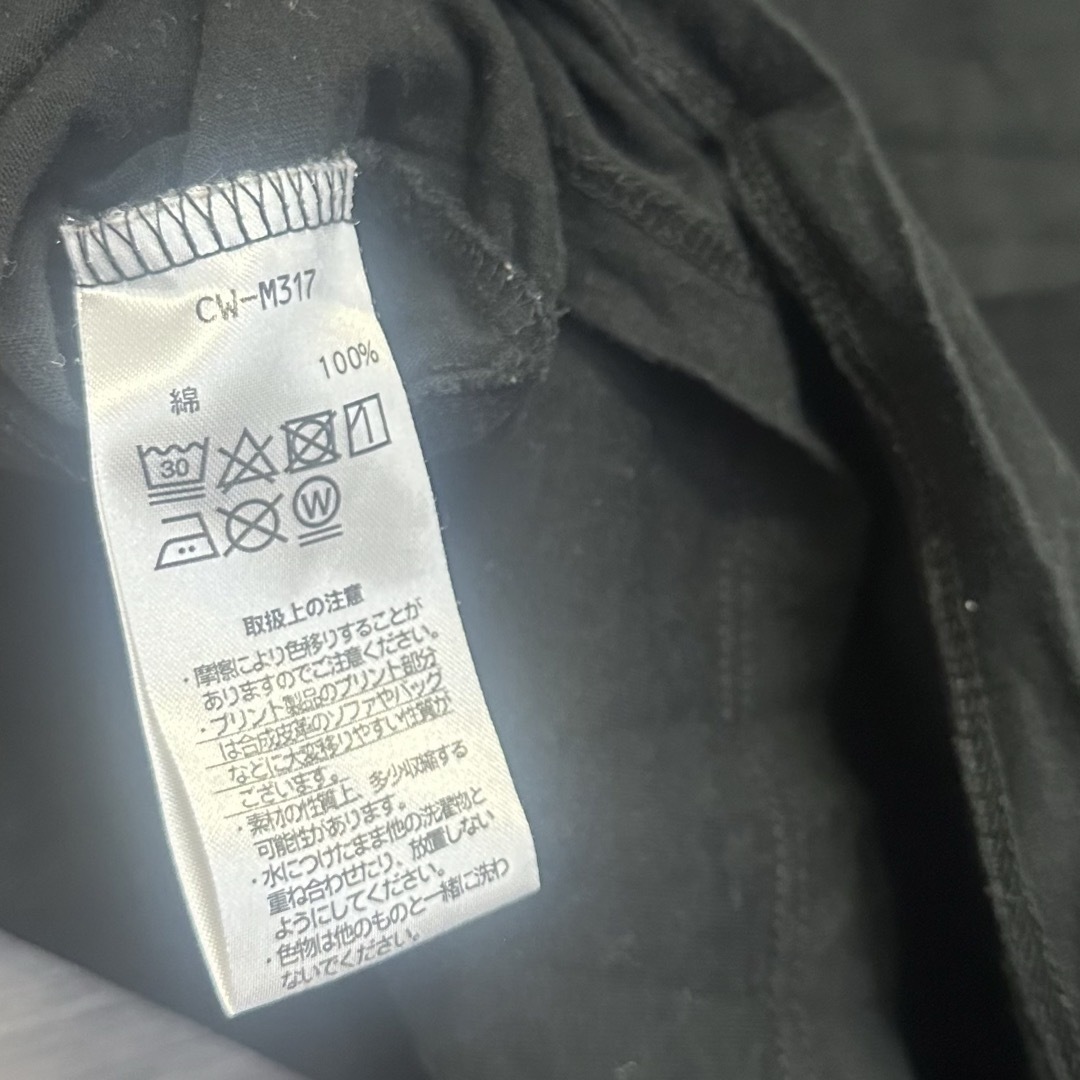 CW-M317
綿 100%
30
W
取扱上の注意
・摩擦により色移りすることが
ありますのでご注意ください。
・プリント製品のプリント部分
は合成皮革のソファやバッグ
などに大変移りやすい性質が
ございます。
・素材の性質上、多少収縮する
可能性があります。
・水につけたまま他の洗濯物と
重ね合わせたり、放置しない
ようにしてください。
・色物は他のものと一緒に洗わ
ないでください。